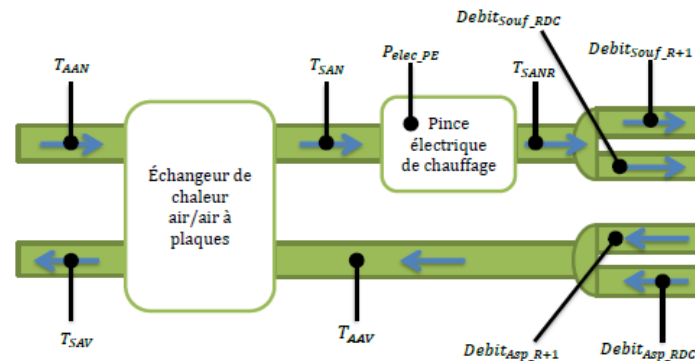 Debit_Souf_RDC
T_AAN
T_SAN
P_elec_PE
T_SANR
Debit_Souf_R+1
Échangeur de
chaleur
air/air à
plaques
Pince
électrique
de chauffage
T_SAV
T_AAV
Debit_Asp_R+1
Debit_Asp_RDC